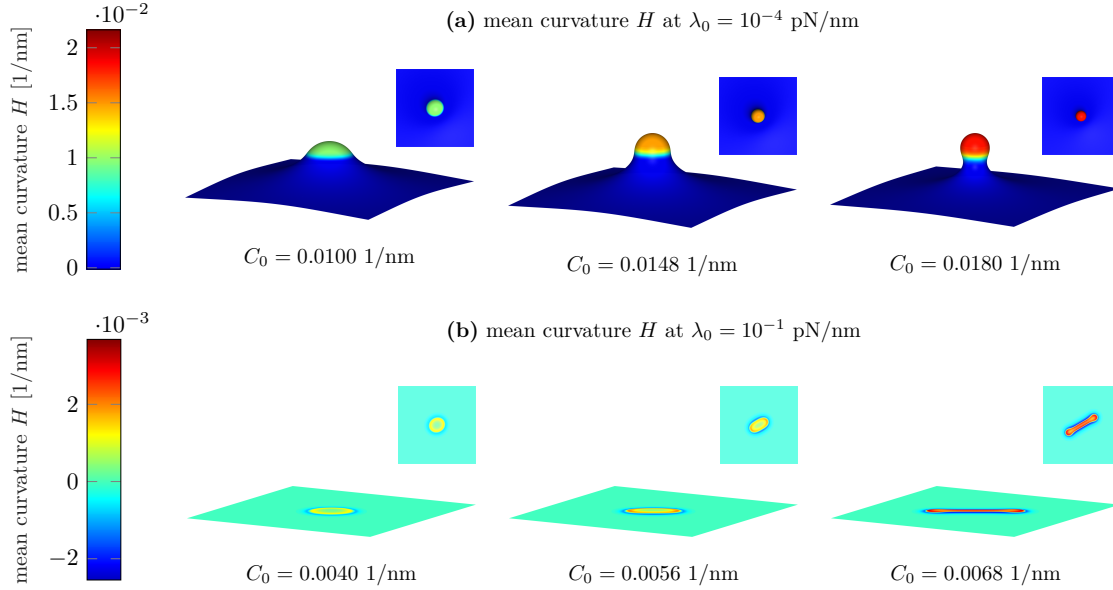 (a) mean curvature H at λ₀ = 10⁻⁴ pN/nm
·10⁻²
mean curvature H [1/nm]
2
1.5
1
0.5
0
C₀ = 0.0100 1/nm
C₀ = 0.0148 1/nm
C₀ = 0.0180 1/nm
(b) mean curvature H at λ₀ = 10⁻¹ pN/nm
·10⁻³
mean curvature H [1/nm]
2
0
−2
C₀ = 0.0040 1/nm
C₀ = 0.0056 1/nm
C₀ = 0.0068 1/nm